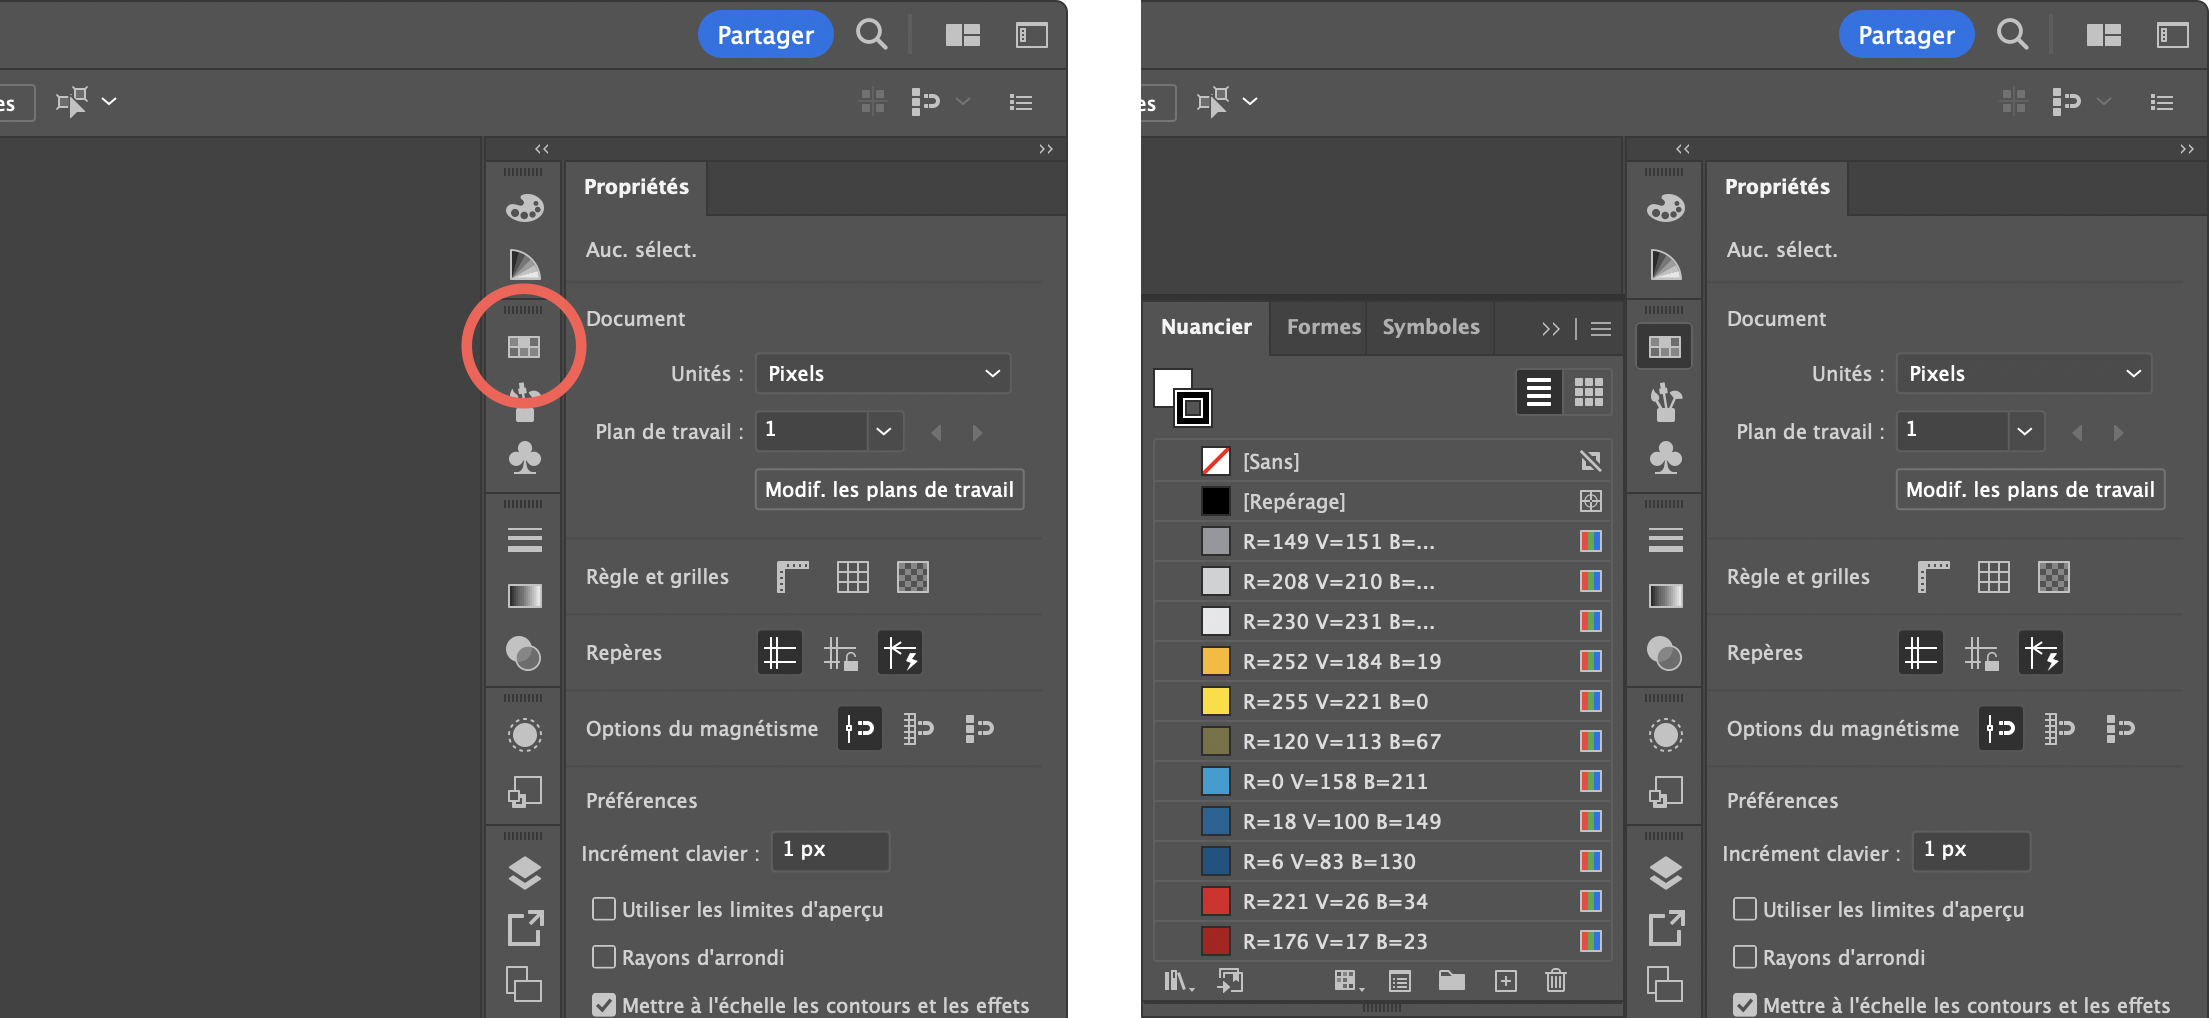 Partager
es
Propriétés
Auc. sélect.
Document
Unités : Pixels
Plan de travail : 1
Modif. les plans de travail
Règle et grilles
Repères
Options du magnétisme
Préférences
Incrément clavier : 1 px
Utiliser les limites d'aperçu
Rayons d'arrondi
Mettre à l'échelle les contours et les effets
Partager
es
Nuancier Formes Symboles
[Sans]
[Repérage]
R=149 V=151 B=...
R=208 V=210 B=...
R=230 V=231 B=...
R=252 V=184 B=19
R=255 V=221 B=0
R=120 V=113 B=67
R=0 V=158 B=211
R=18 V=100 B=149
R=6 V=83 B=130
R=221 V=26 B=34
R=176 V=17 B=23
Propriétés
Auc. sélect.
Document
Unités : Pixels
Plan de travail : 1
Modif. les plans de travail
Règle et grilles
Repères
Options du magnétisme
Préférences
Incrément clavier : 1 px
Utiliser les limites d'aperçu
Rayons d'arrondi
Mettre à l'échelle les contours et les effets